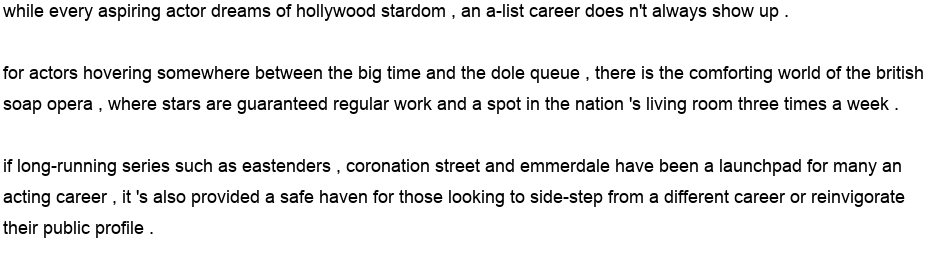 while every aspiring actor dreams of hollywood stardom , an a-list career does n't always show up .
for actors hovering somewhere between the big time and the dole queue , there is the comforting world of the british
soap opera , where stars are guaranteed regular work and a spot in the nation 's living room three times a week .
if long-running series such as eastenders , coronation street and emmerdale have been a launchpad for many an
acting career , it 's also provided a safe haven for those looking to side-step from a different career or reinvigorate
their public profile .